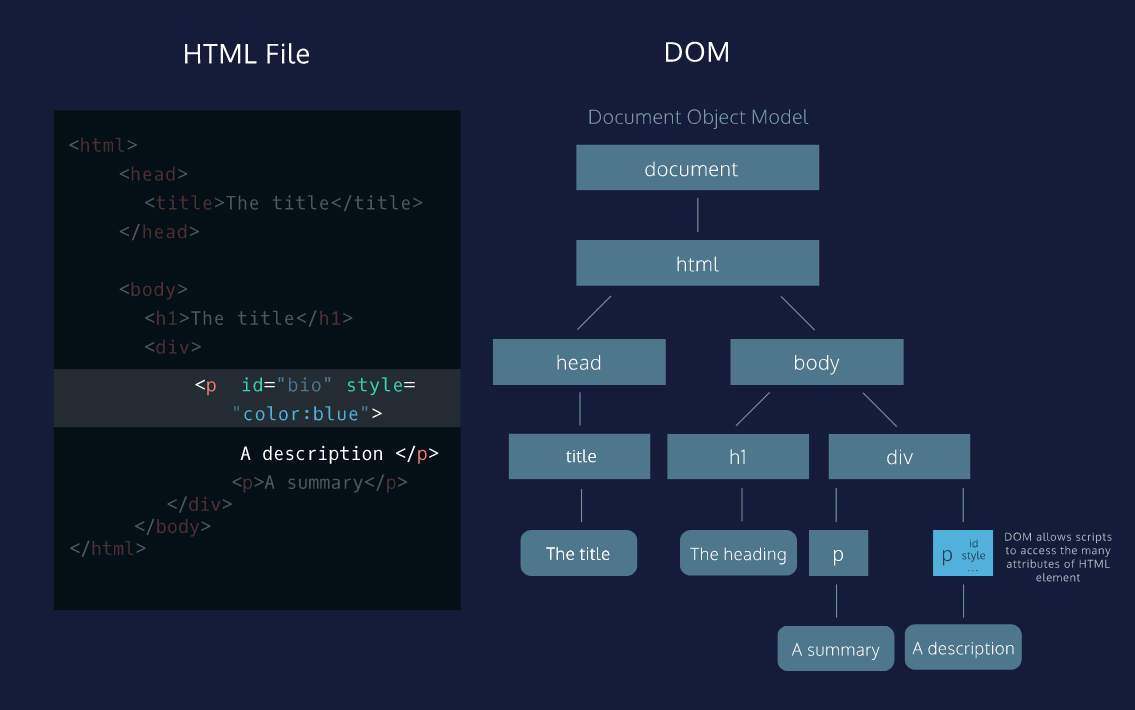 HTML File
<html>
<head>
<title>The title</title>
</head>
<body>
<h1>The title</h1>
<div>
<p id="bio" style=
"color:blue">
A description </p>
<p>A summary</p>
</div>
</body>
</html>
DOM
Document Object Model
document
html
head
body
title
h1
div
The title
The heading
p
p
id
style
...
DOM allows scripts
to access the many
attributes of HTML
element
A summary
A description